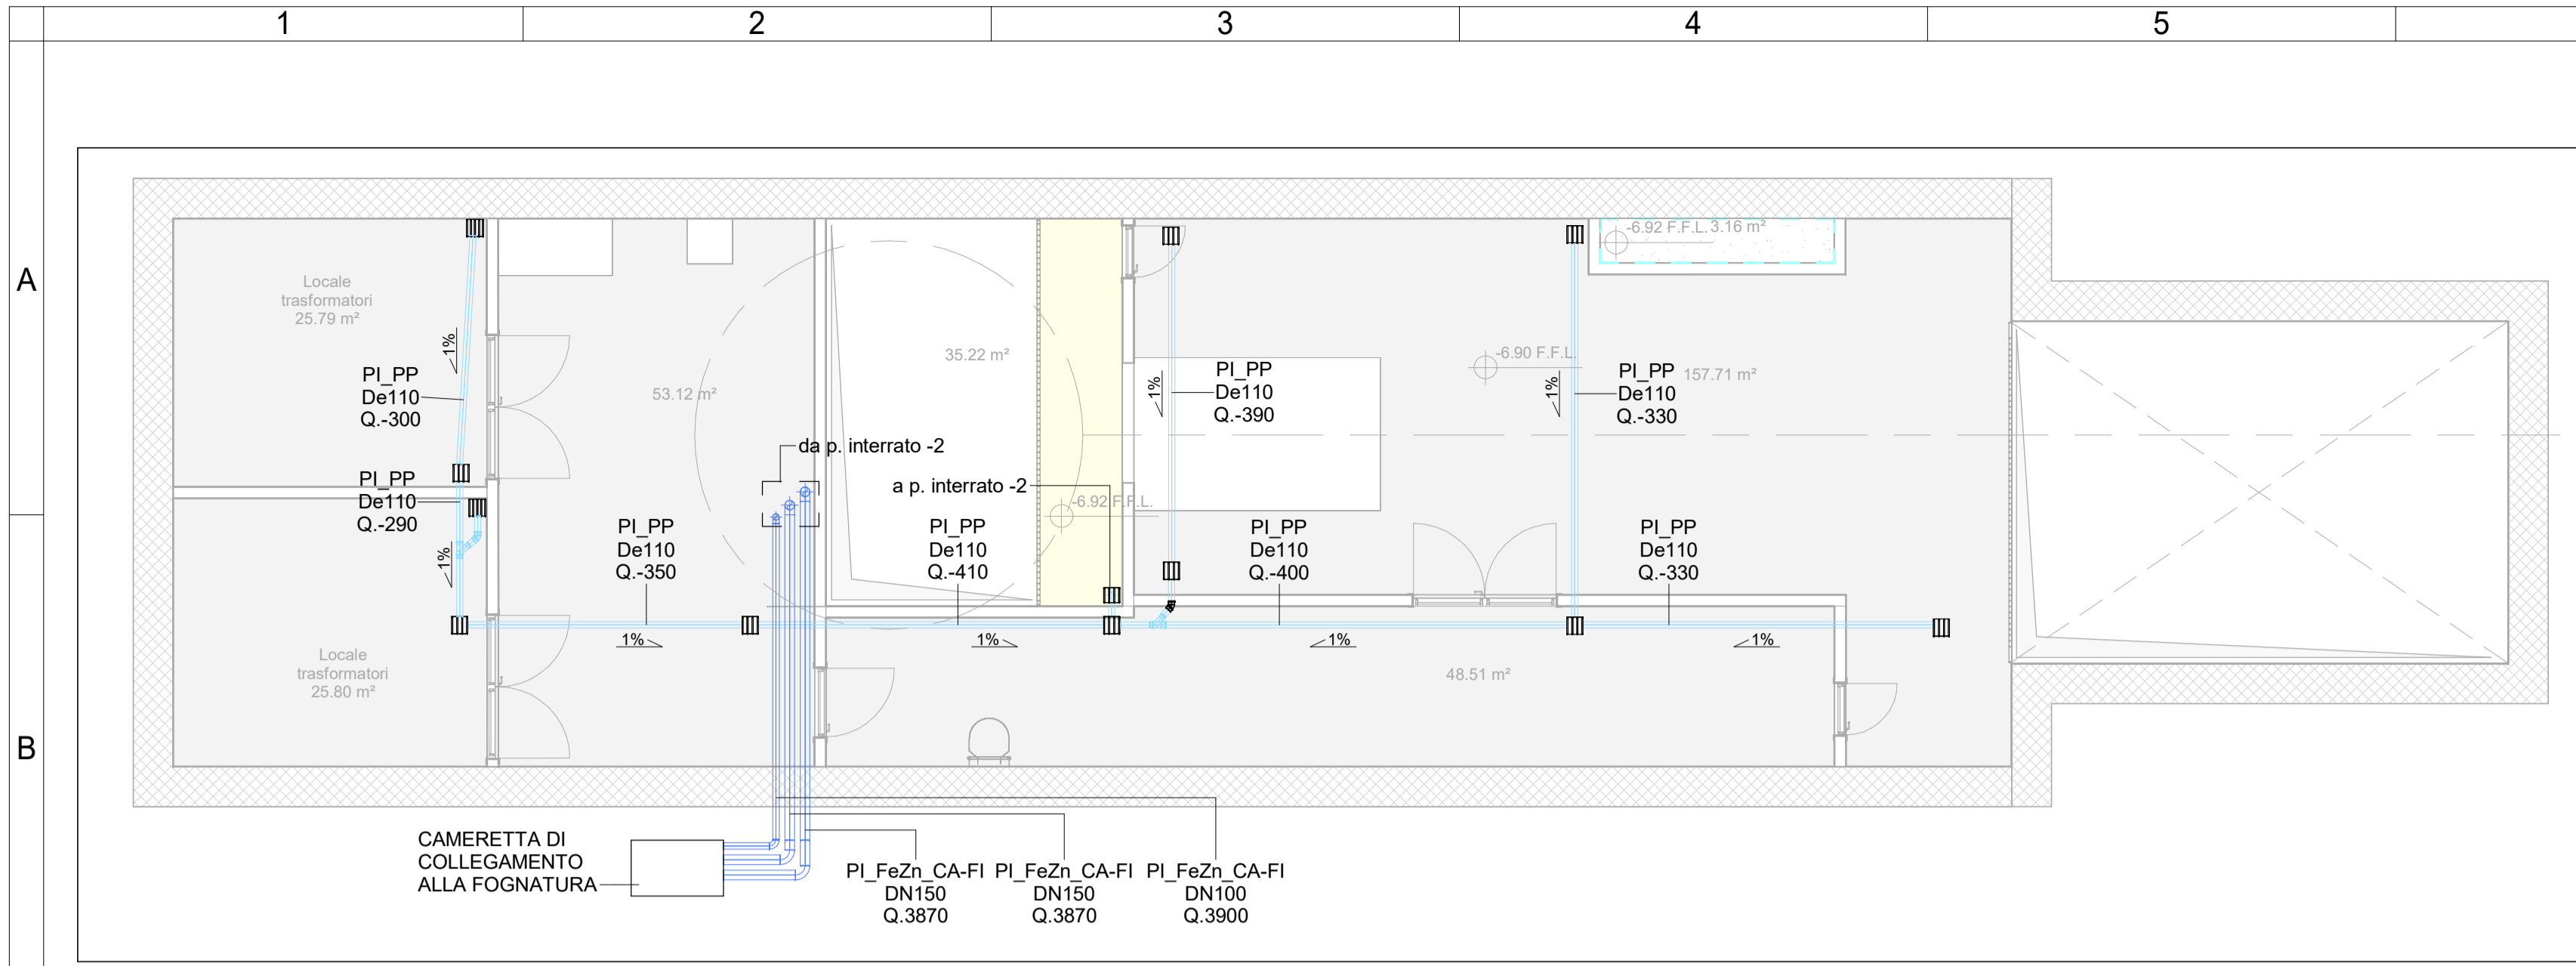 1
2
3
4
5
A
B
Locale
trasformatori
25.79 m²
1%
PI_PP
De110
Q.-300
PI_PP
De110
Q.-290
1%
53.12 m²
35.22 m²
-6.92 F.F.L. 3.16 m²
-6.90 F.F.L.
157.71 m²
1%
PI_PP
De110
Q.-390
1%
PI_PP
De110
Q.-330
da p. interrato -2
a p. interrato -2
-6.92 F.F.L.
PI_PP
De110
Q.-350
1%
PI_PP
De110
Q.-410
1%
PI_PP
De110
Q.-400
1%
PI_PP
De110
Q.-330
1%
Locale
trasformatori
25.80 m²
48.51 m²
CAMERETTA DI
COLLEGAMENTO
ALLA FOGNATURA
PI_FeZn_CA-FI
DN150
Q.3870
PI_FeZn_CA-FI
DN150
Q.3870
PI_FeZn_CA-FI
DN100
Q.3900